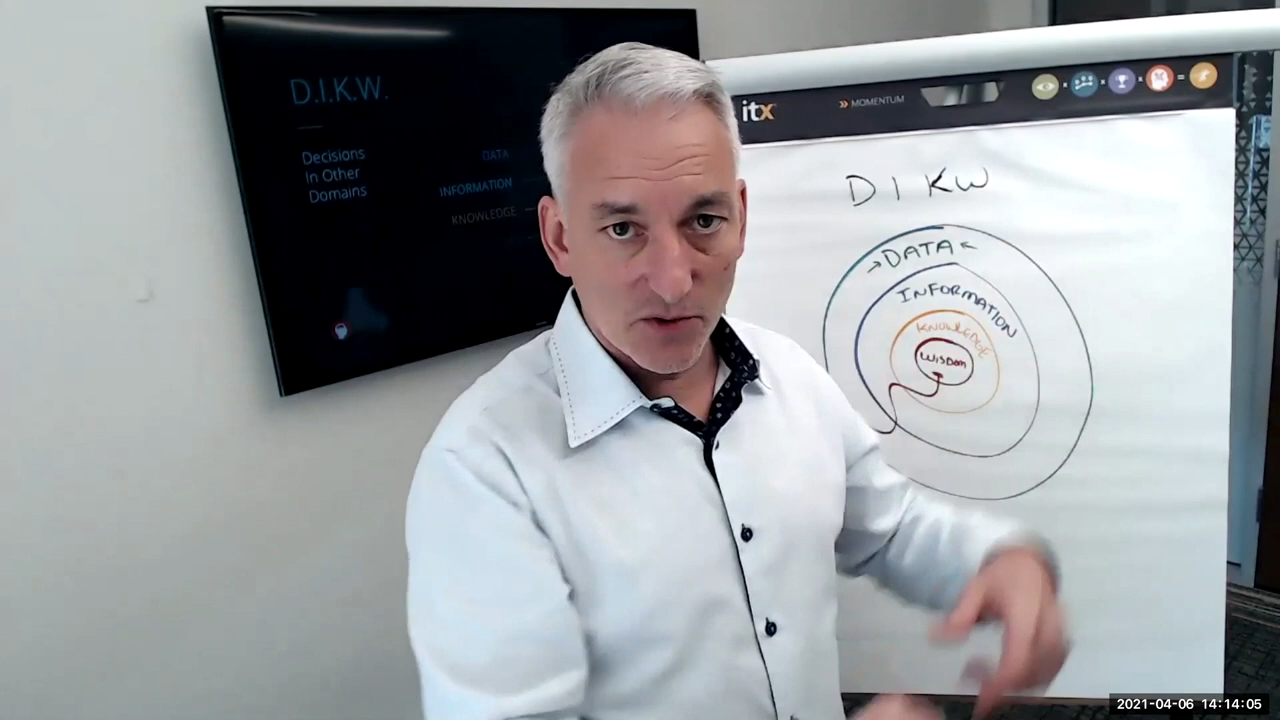 D.I.K.W.
Decisions
In Other
Domains
DATA
INFORMATION
KNOWLEDGE
itx
MOMENTUM
DIKW
→DATA←
INFORMATION
KNOWLEDGE
WISDOM
2021-04-06 14:14:05